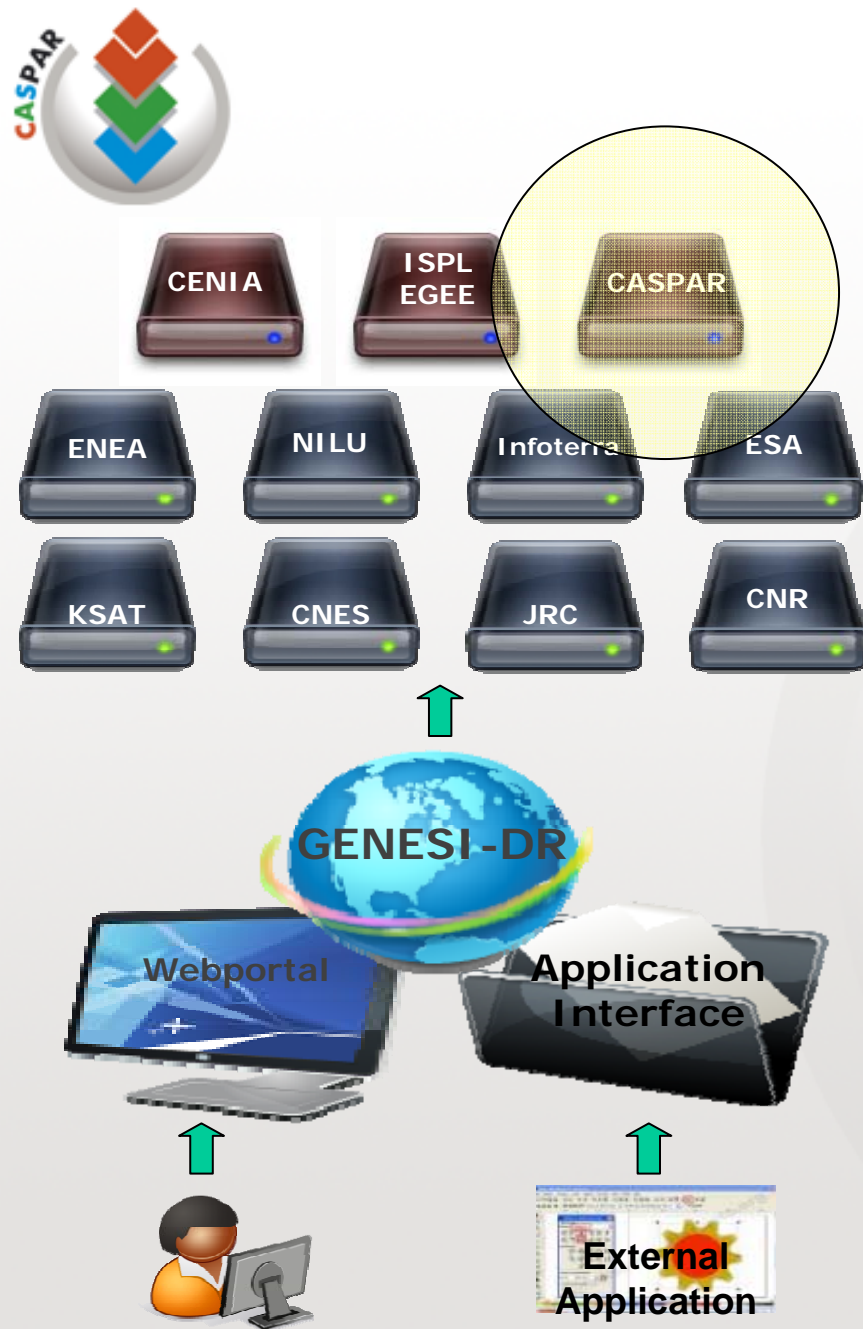 CASPAR
CENIA
ISPL
EGEE
CASPAR
ENEA
NILU
Infoterra
ESA
KSAT
CNES
JRC
CNR
GENESI-DR
Webportal
Application
Interface
External
Application